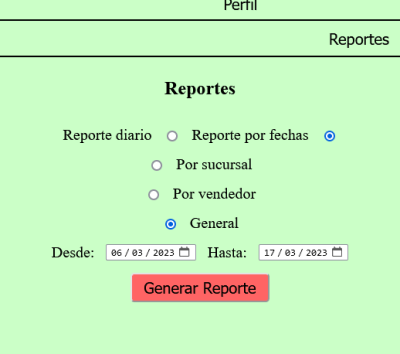 Perfil
Reportes
Reportes
Reporte diario Reporte por fechas
Por sucursal
Por vendedor
General
Desde: 06/03/2023 Hasta: 17/03/2023
Generar Reporte